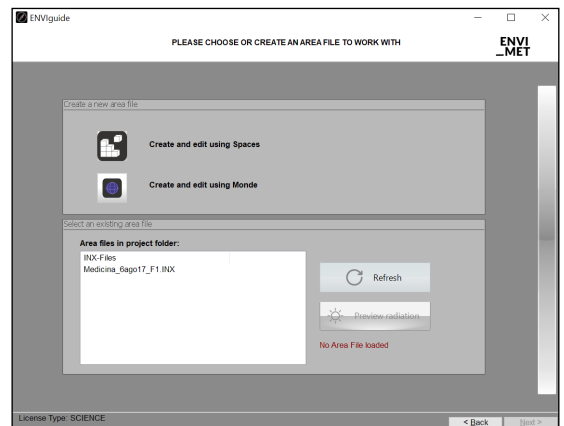 ENVIguide
PLEASE CHOOSE OR CREATE AN AREA FILE TO WORK WITH
ENVI
_MET
Create a new area file
Create and edit using Spaces
Create and edit using Monde
Select an existing area file
Area files in project folder:
INX-Files
Medicina_6ago17_F1.INX
Refresh
Preview radiation
No Area File loaded
License Type: SCIENCE
< Back
Next >